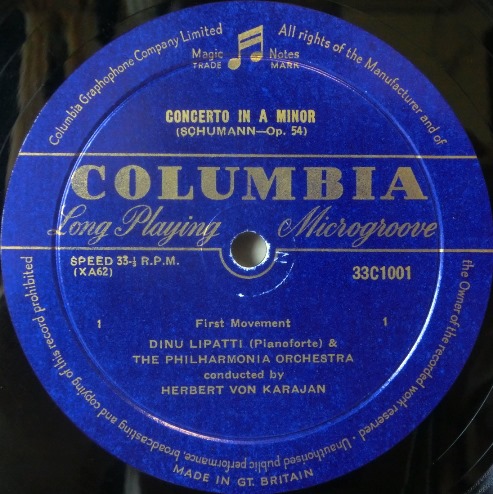 Columbia Graphophone Company Limited
All rights of the Manufacturer and of
the Owner of the recorded work reserved · Unauthorised public performance, broadcasting and copying of this record prohibited
Magic Notes
TRADE MARK
CONCERTO IN A MINOR
(SCHUMANN—Op. 54)
COLUMBIA
Long Playing Microgroove
SPEED 33-⅓ R.P.M.
(XA62)
33C1001
1 First Movement 1
DINU LIPATTI (Pianoforte) &
THE PHILHARMONIA ORCHESTRA
conducted by
HERBERT VON KARAJAN
MADE IN GT. BRITAIN